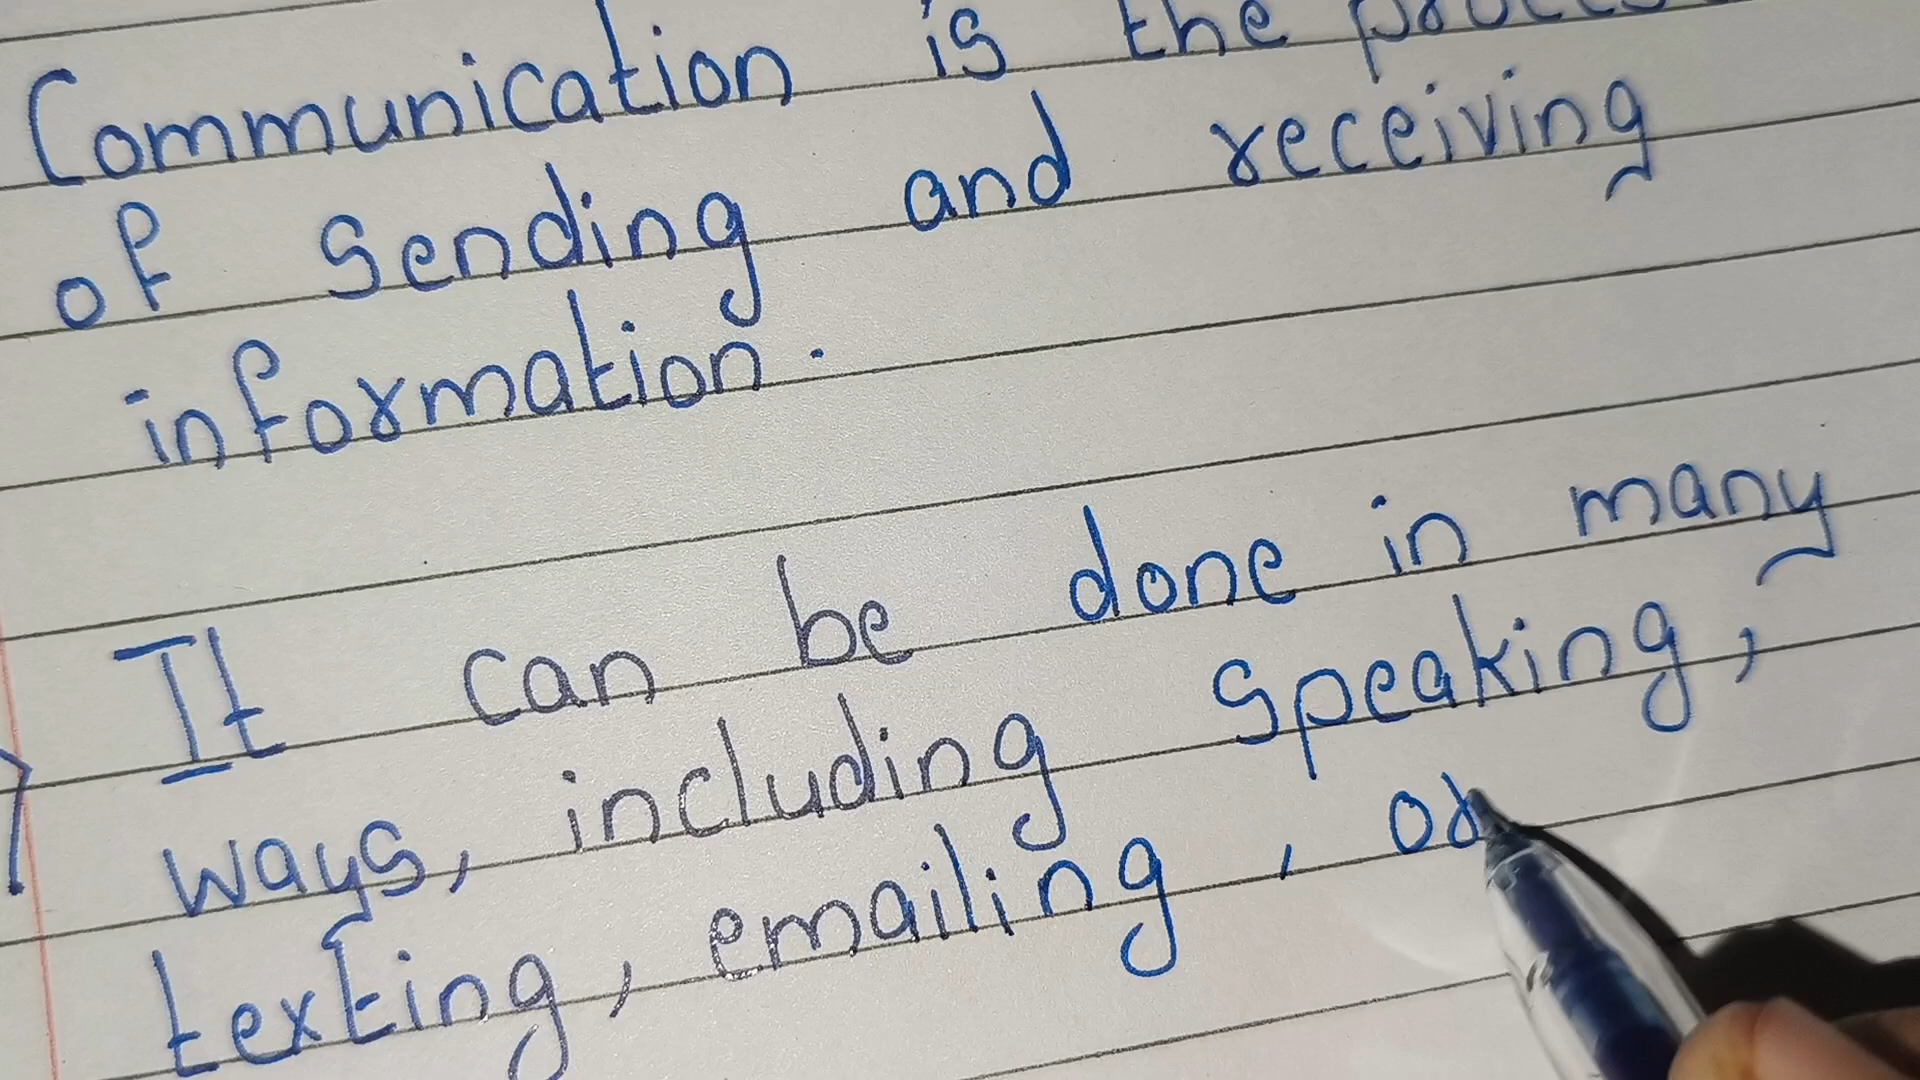 Communication is the process
of Sending and receiving
information.
It can be done in many
ways, including Speaking,
texting, emailing, or